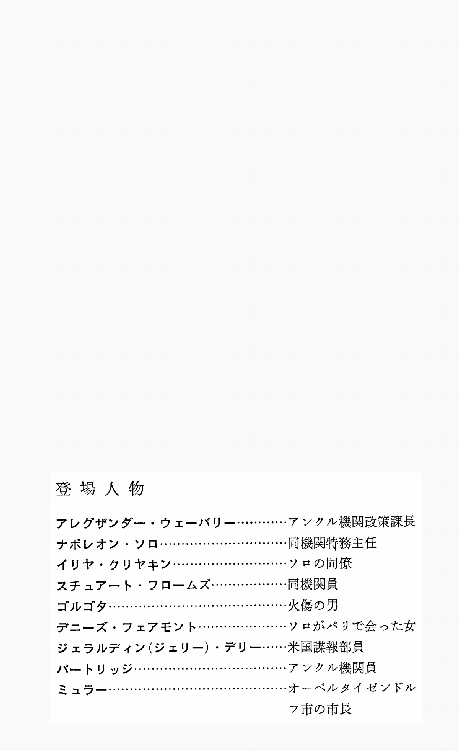 登場人物
アレグザンダー・ウェーバリー…………アンクル機関政策課長
ナポレオン・ソロ……………………………同機関特務主任
イリヤ・クリヤキン…………………………ソロの同僚
スチュアート・フロームズ…………………同機関員
ゴルゴタ………………………………………火傷の男
デニーズ・フェアモント……………………ソロがパリで会った女
ジェラルディン(ジェリー)・デリー……米国諜報部員
パートリッジ…………………………………アンクル機関員
ミュラー………………………………………オーベルタイゼンドル
フ市の市長